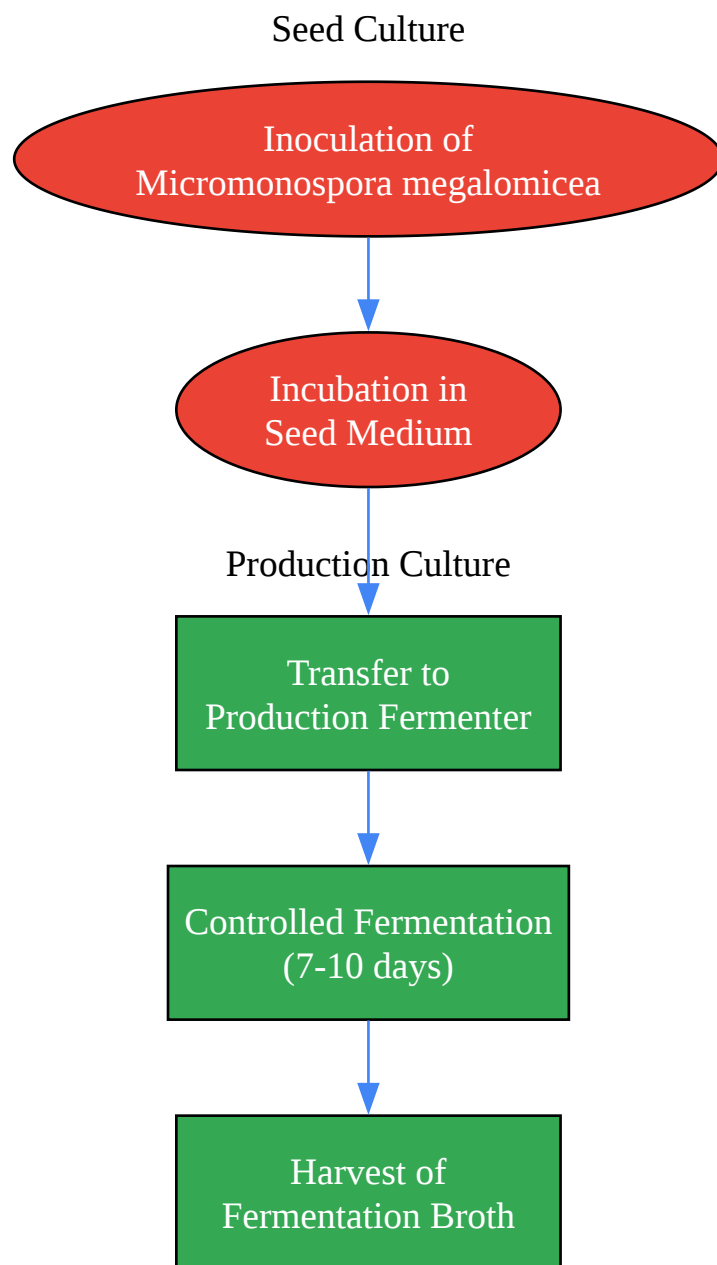 Seed Culture
Inoculation of
Micromonospora megalomicea
Incubation in
Seed Medium
Production Culture
Transfer to
Production Fermenter
Controlled Fermentation
(7-10 days)
Harvest of
Fermentation Broth